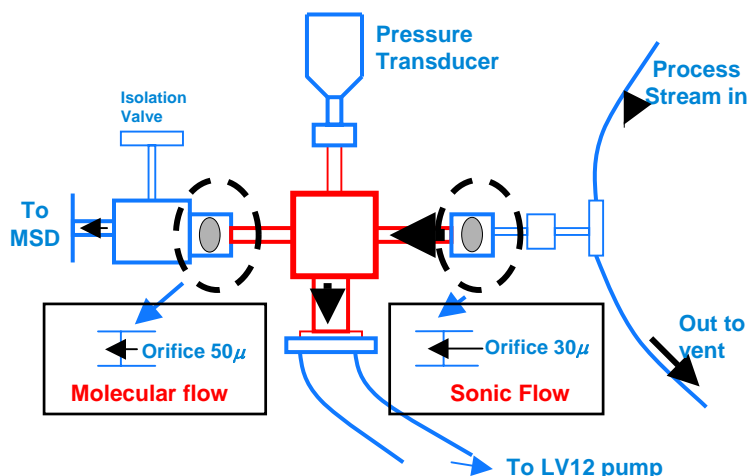 Pressure
Transducer
Process
Stream in
Isolation
Valve
To
MSD
Orifice 50μ
Molecular flow
Orifice 30μ
Sonic Flow
Out to
vent
To LV12 pump